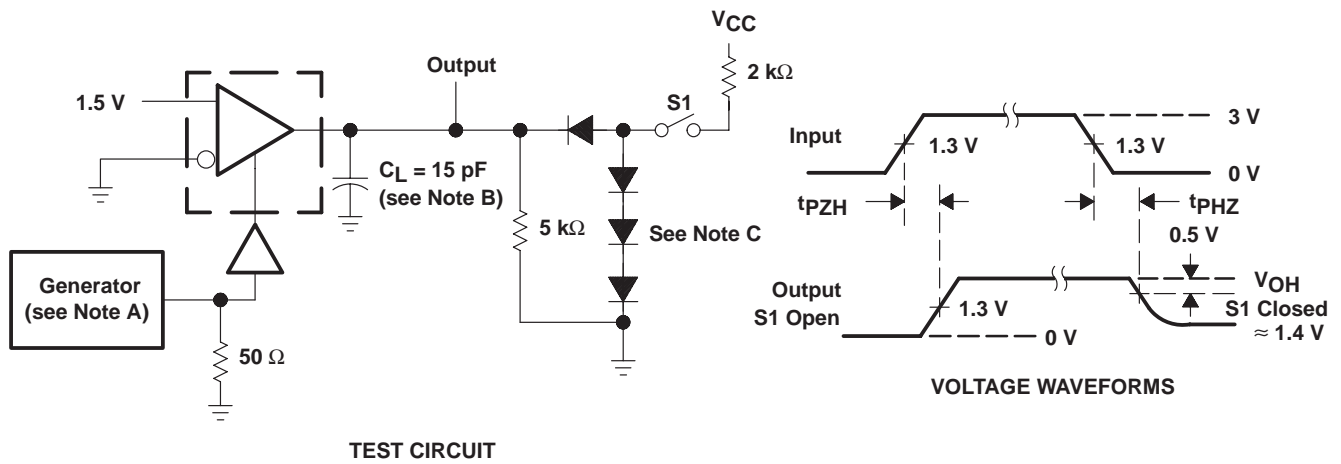 VCC
2 kΩ
Output
S1
1.5 V
CL = 15 pF
(see Note B)
5 kΩ
See Note C
Generator
(see Note A)
50 Ω
TEST CIRCUIT
Input
1.3 V
1.3 V
3 V
0 V
tPZH
tPHZ
0.5 V
Output
S1 Open
1.3 V
0 V
VOH
S1 Closed
≈ 1.4 V
VOLTAGE WAVEFORMS